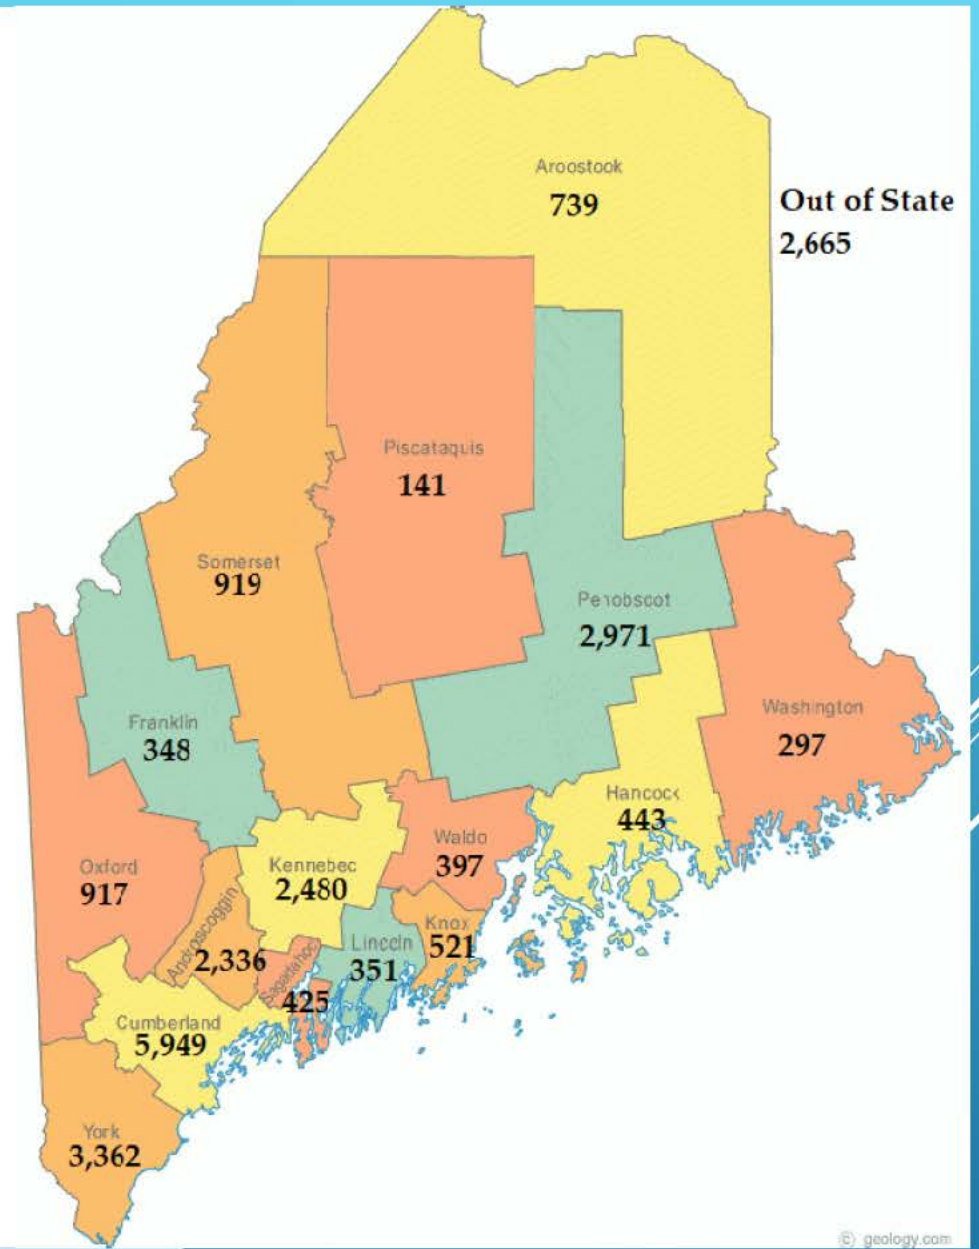 Aroostook
739
Out of State
2,665
Piscataquis
141
Somerset
919
Penobscot
2,971
Franklin
348
Washington
297
Hancock
443
Waldo
397
Oxford
917
Kennebec
2,480
Androscoggin
2,336
Knox
521
Lincoln
351
Sagadahoc
425
Cumberland
5,949
York
3,362
© geology.com